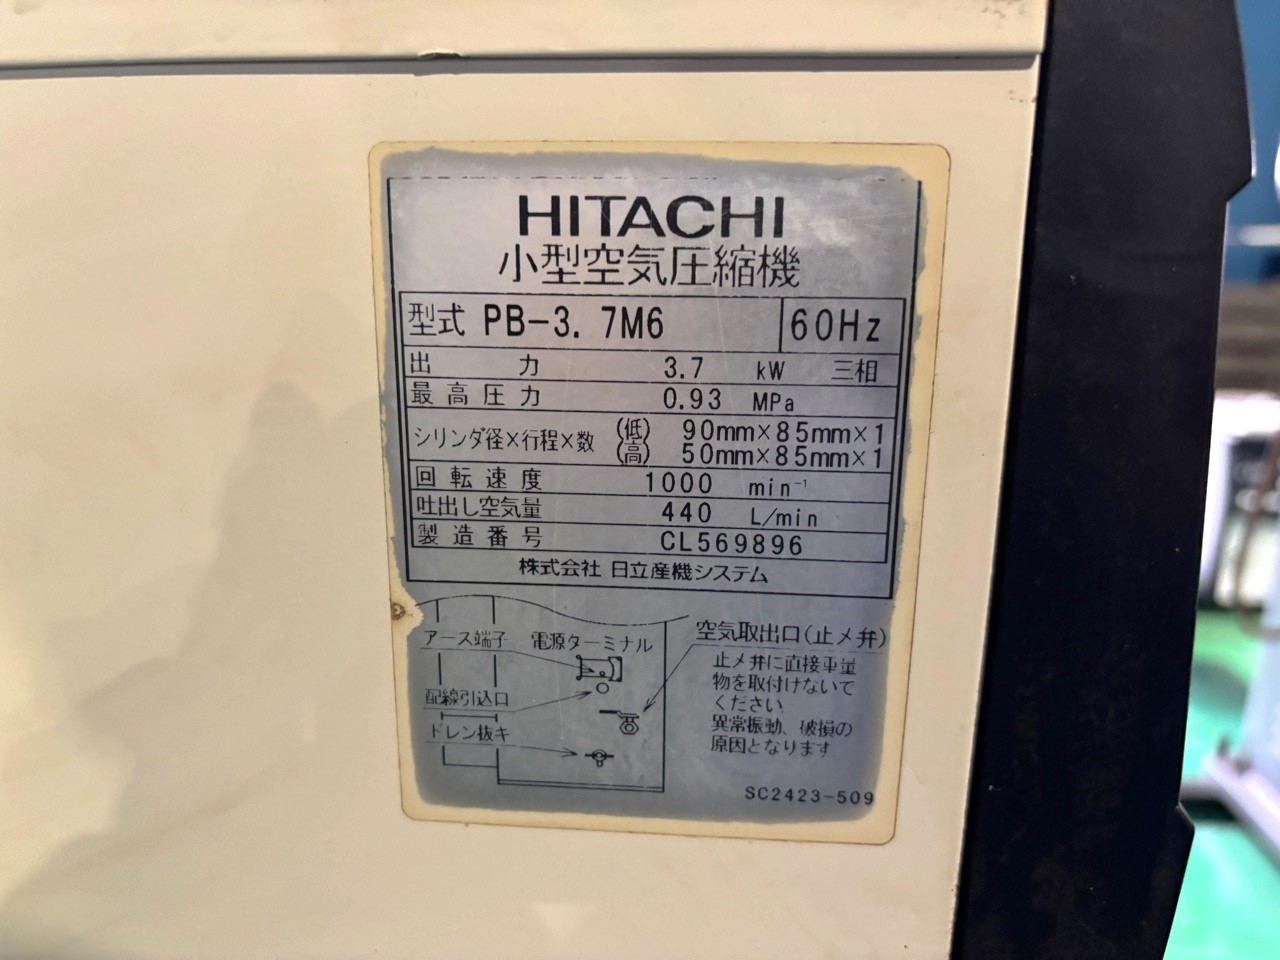 HITACHI
小型空気圧縮機
型式 PB-3.7M6 60Hz
出力 3.7 kW 三相
最高圧力 0.93 MPa
シリンダ径×行程×数 (低) 90mm×85mm×1
(高) 50mm×85mm×1
回転速度 1000 min⁻¹
吐出し空気量 440 L/min
製造番号 CL569896
株式会社 日立産機システム
アース端子
電源ターミナル
配線引込口
ドレン抜キ
空気取出口(止メ弁)
止メ弁に直接重量
物を取付けないて
ください
異常振動、破損の
原因となります
SC2423-509